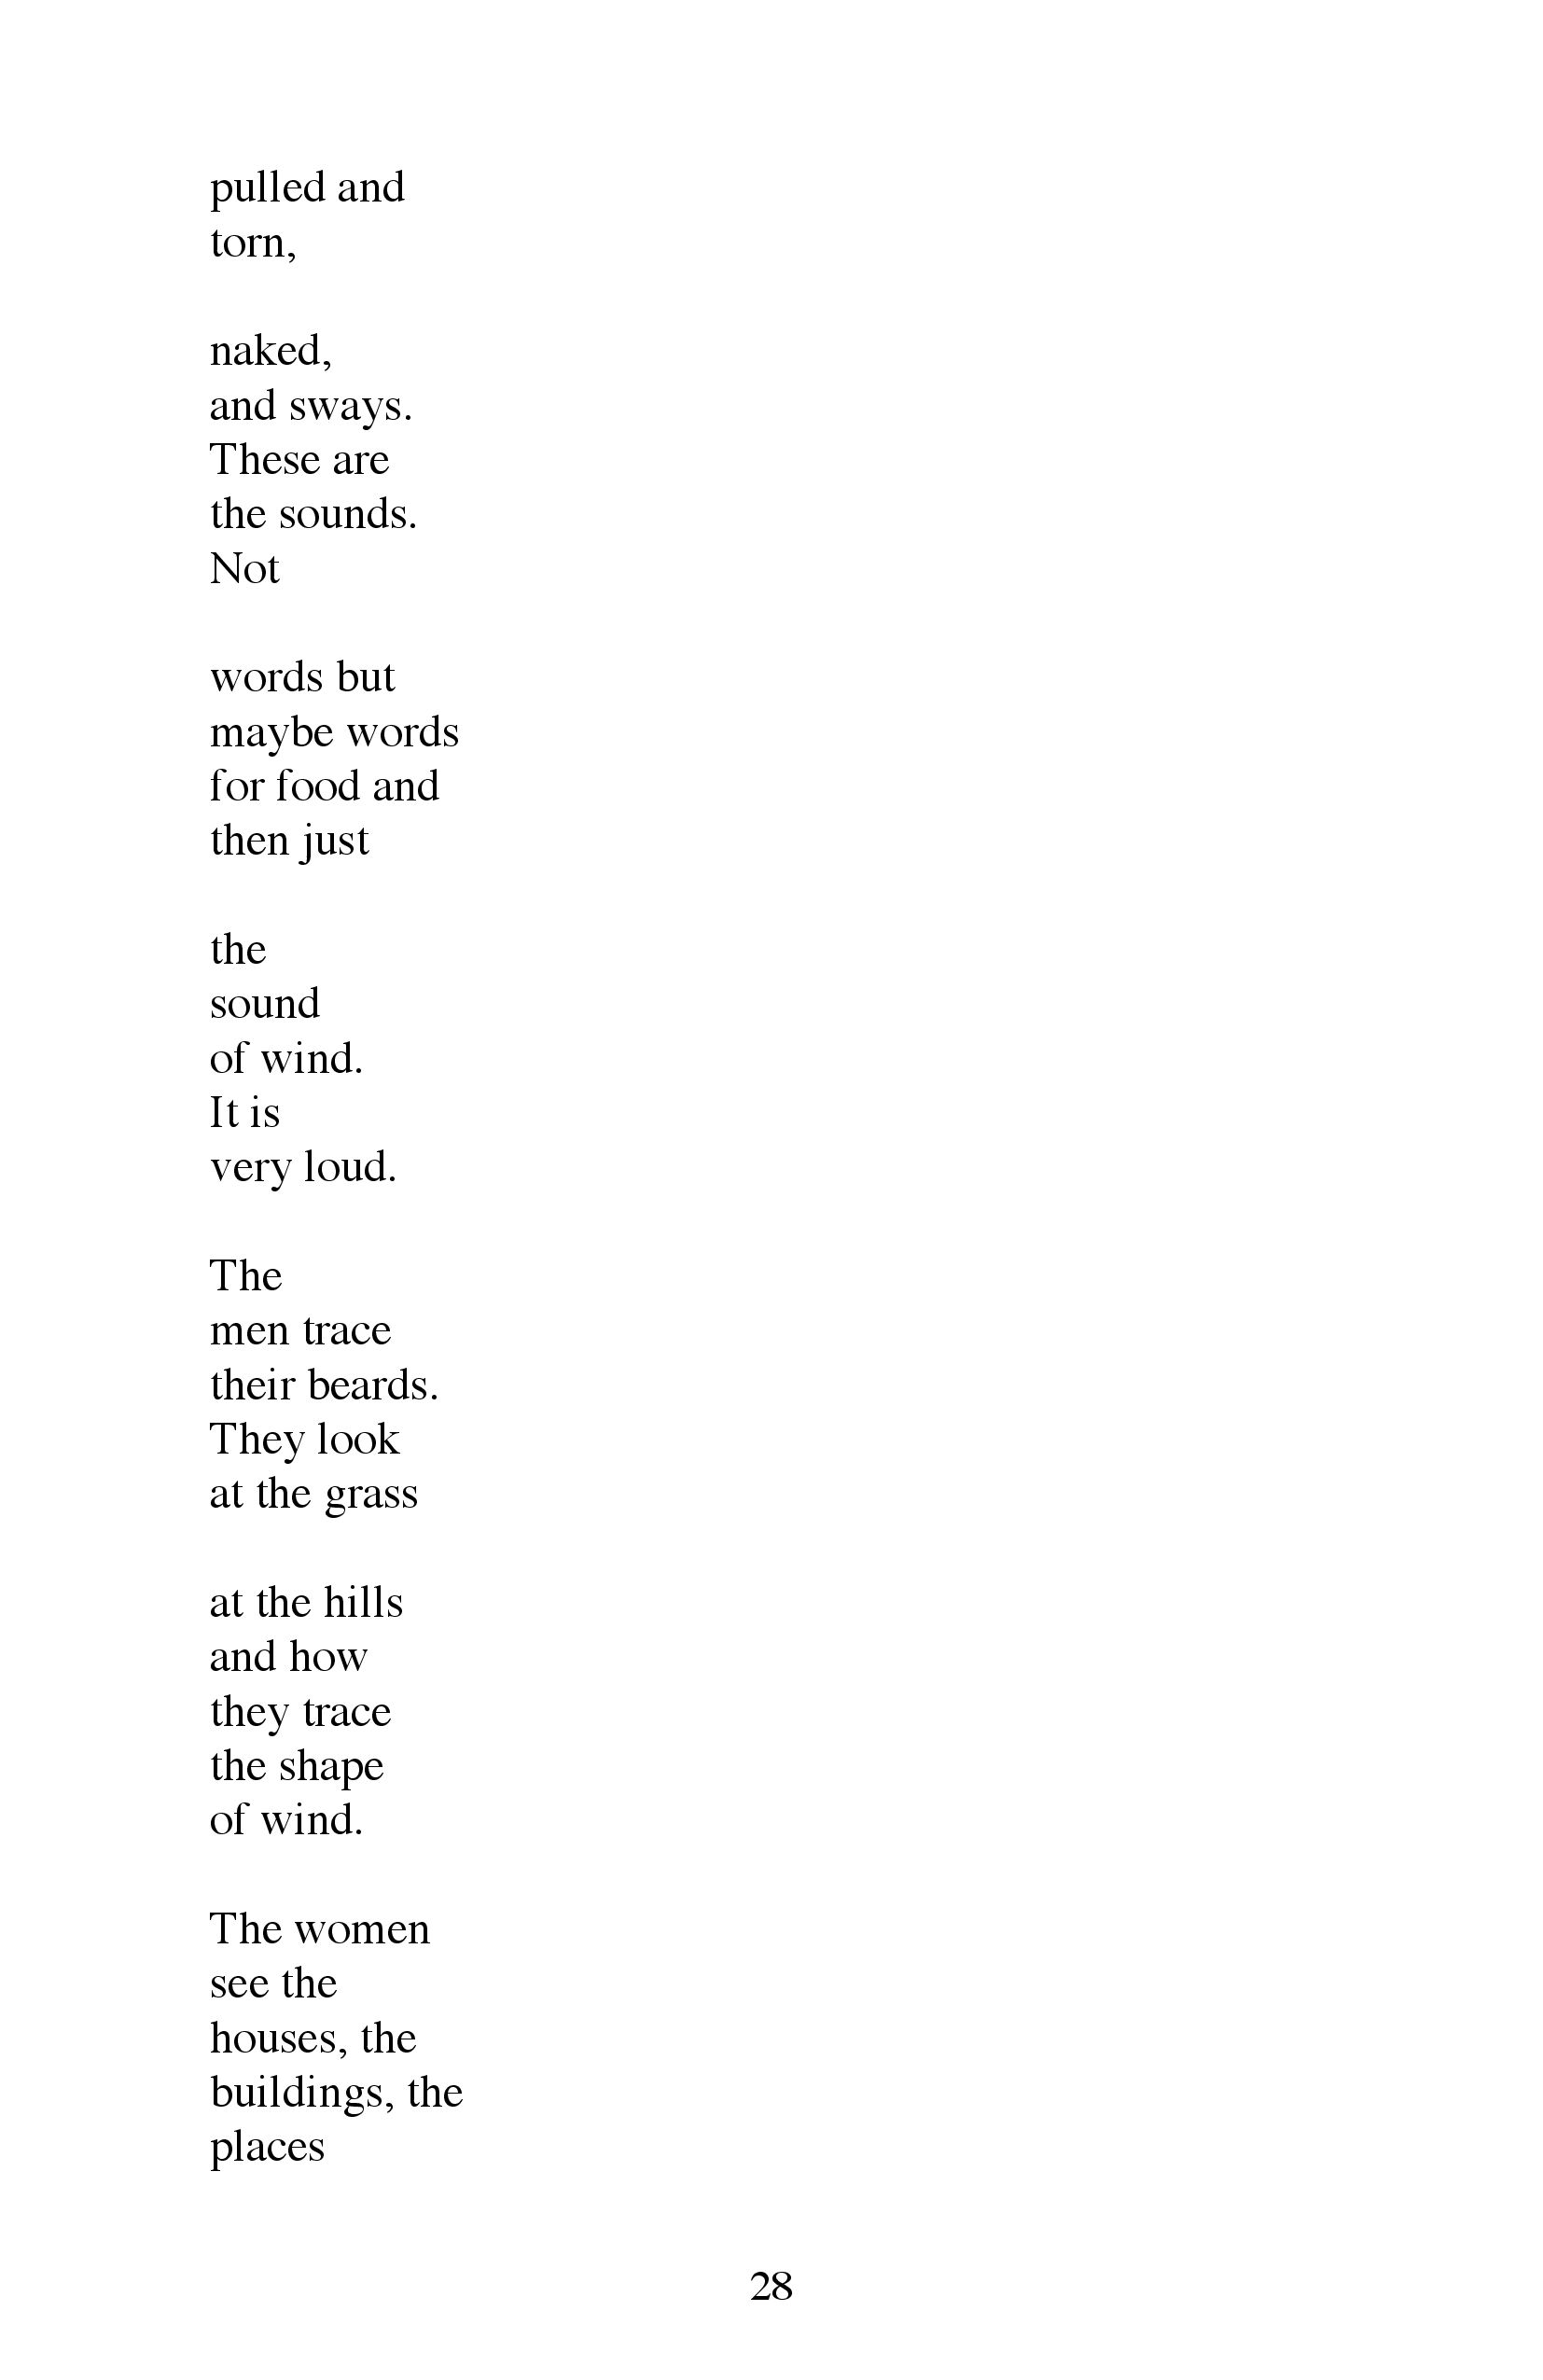 pulled and
torn,

naked,
and sways.
These are
the sounds.
Not

words but
maybe words
for food and
then just

the
sound
of wind.
It is
very loud.

The
men trace
their beards.
They look
at the grass

at the hills
and how
they trace
the shape
of wind.

The women
see the
houses, the
buildings, the
places

28